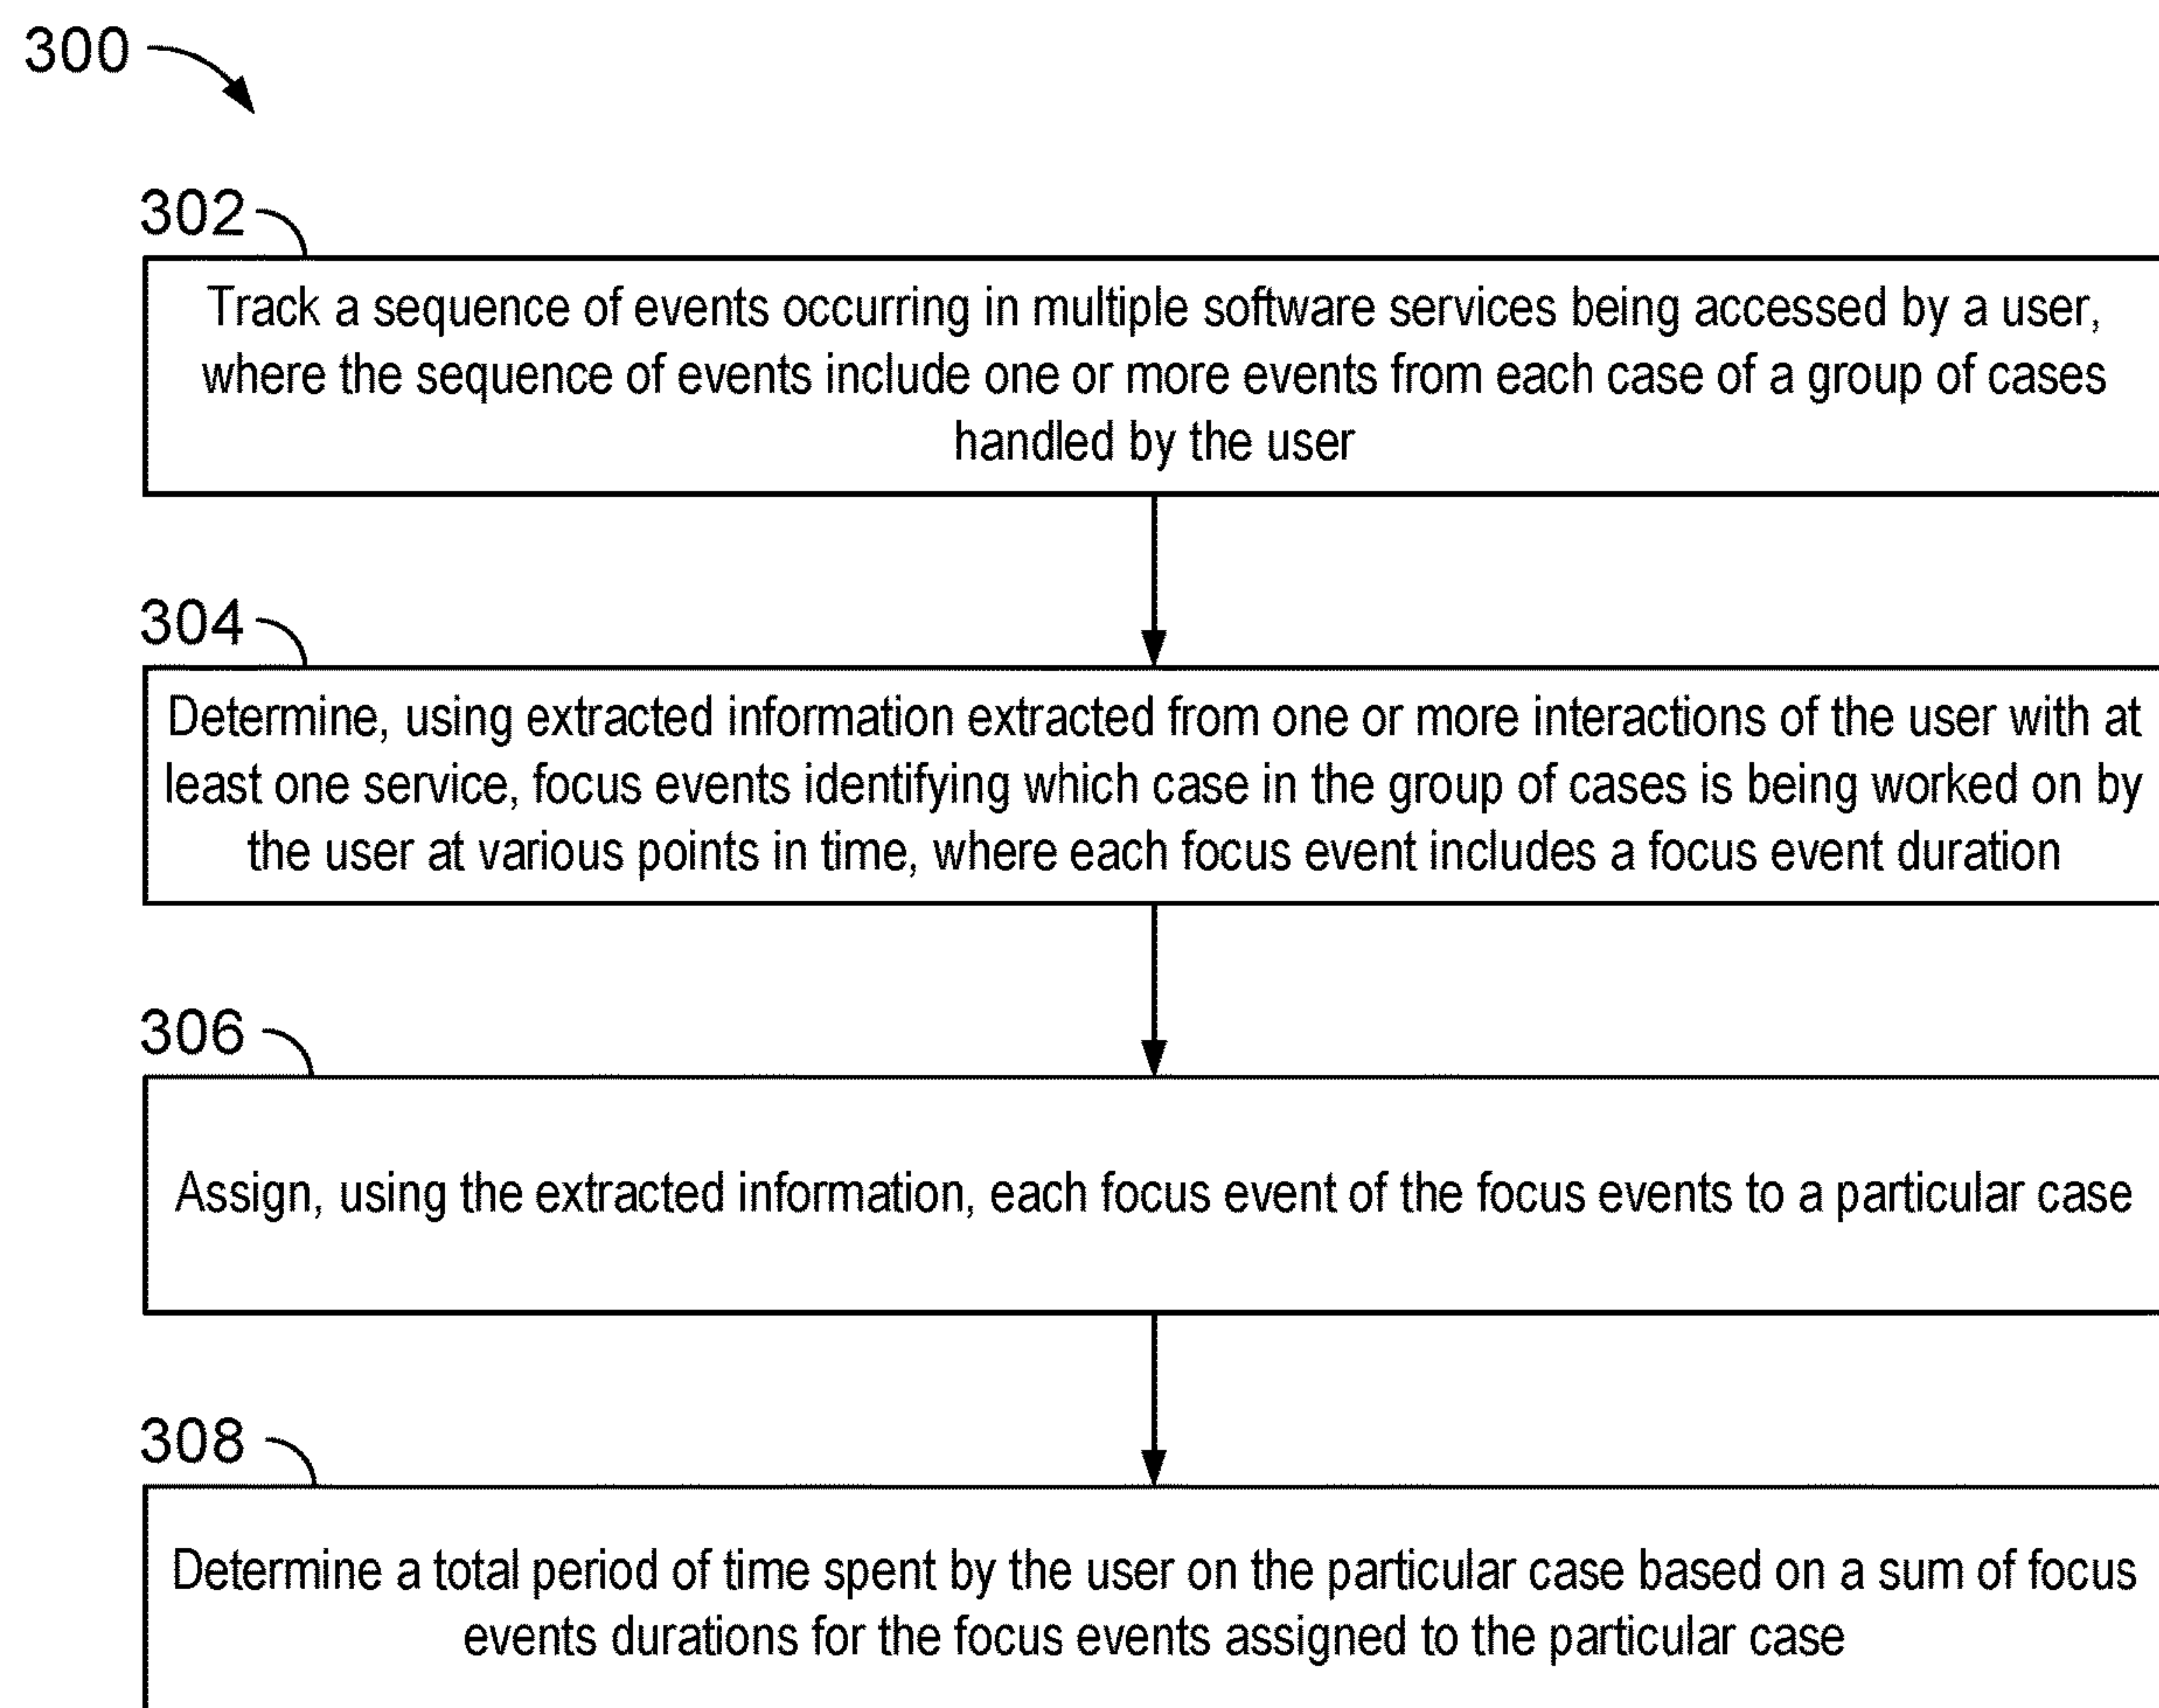 300
302
Track a sequence of events occurring in multiple software services being accessed by a user,
where the sequence of events include one or more events from each case of a group of cases
handled by the user
304
Determine, using extracted information extracted from one or more interactions of the user with at
least one service, focus events identifying which case in the group of cases is being worked on by
the user at various points in time, where each focus event includes a focus event duration
306
Assign, using the extracted information, each focus event of the focus events to a particular case
308
Determine a total period of time spent by the user on the particular case based on a sum of focus
events durations for the focus events assigned to the particular case